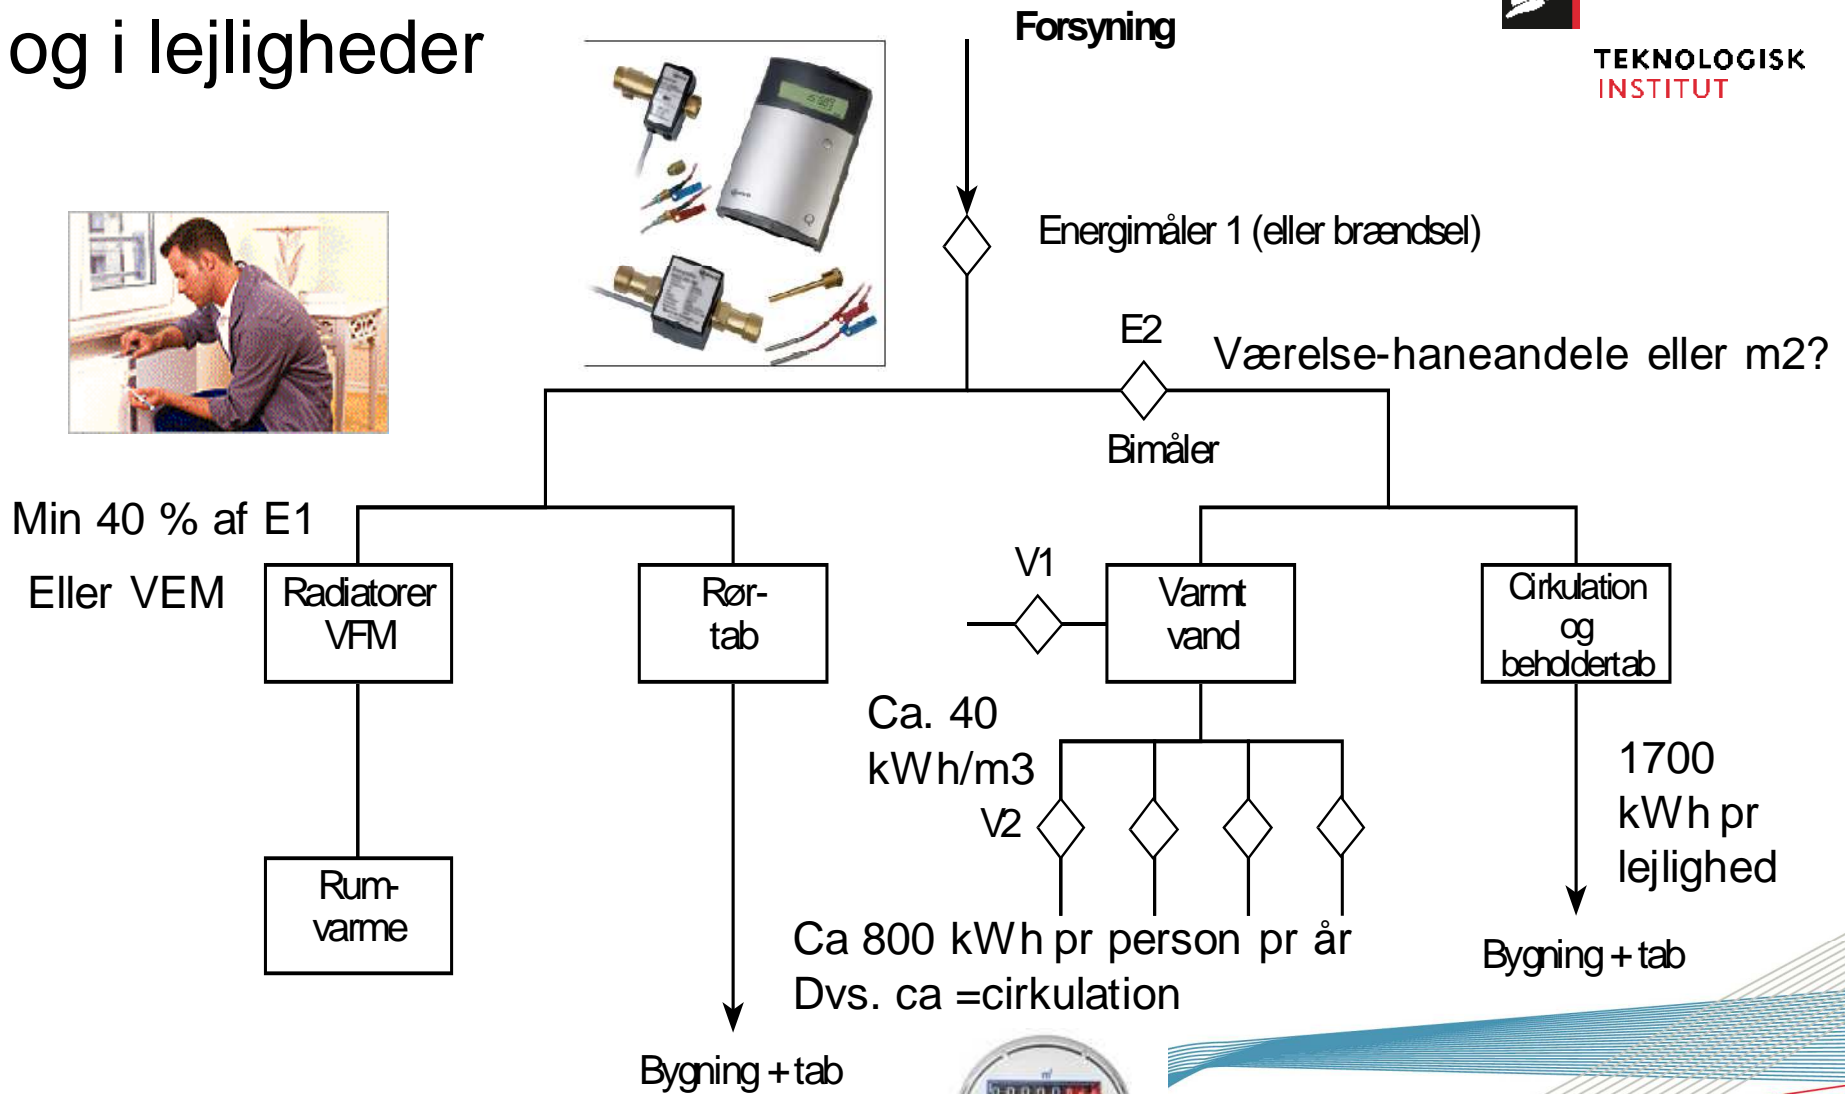 og i lejligheder
Forsyning
TEKNOLOGISK
INSTITUT
Energimåler 1 (eller brændsel)
E2
Værelse-haneandele eller m2?
Bimåler
Min 40 % af E1
Eller VEM
Radiatorer
VFM
Rør-
tab
V1
Varmt
vand
Cirkulation
og
beholdertab
Ca. 40
kWh/m3
V2
1700
kWh pr
lejlighed
Rum-
varme
Ca 800 kWh pr person pr år
Dvs. ca =cirkulation
Bygning + tab
Bygning + tab
m³